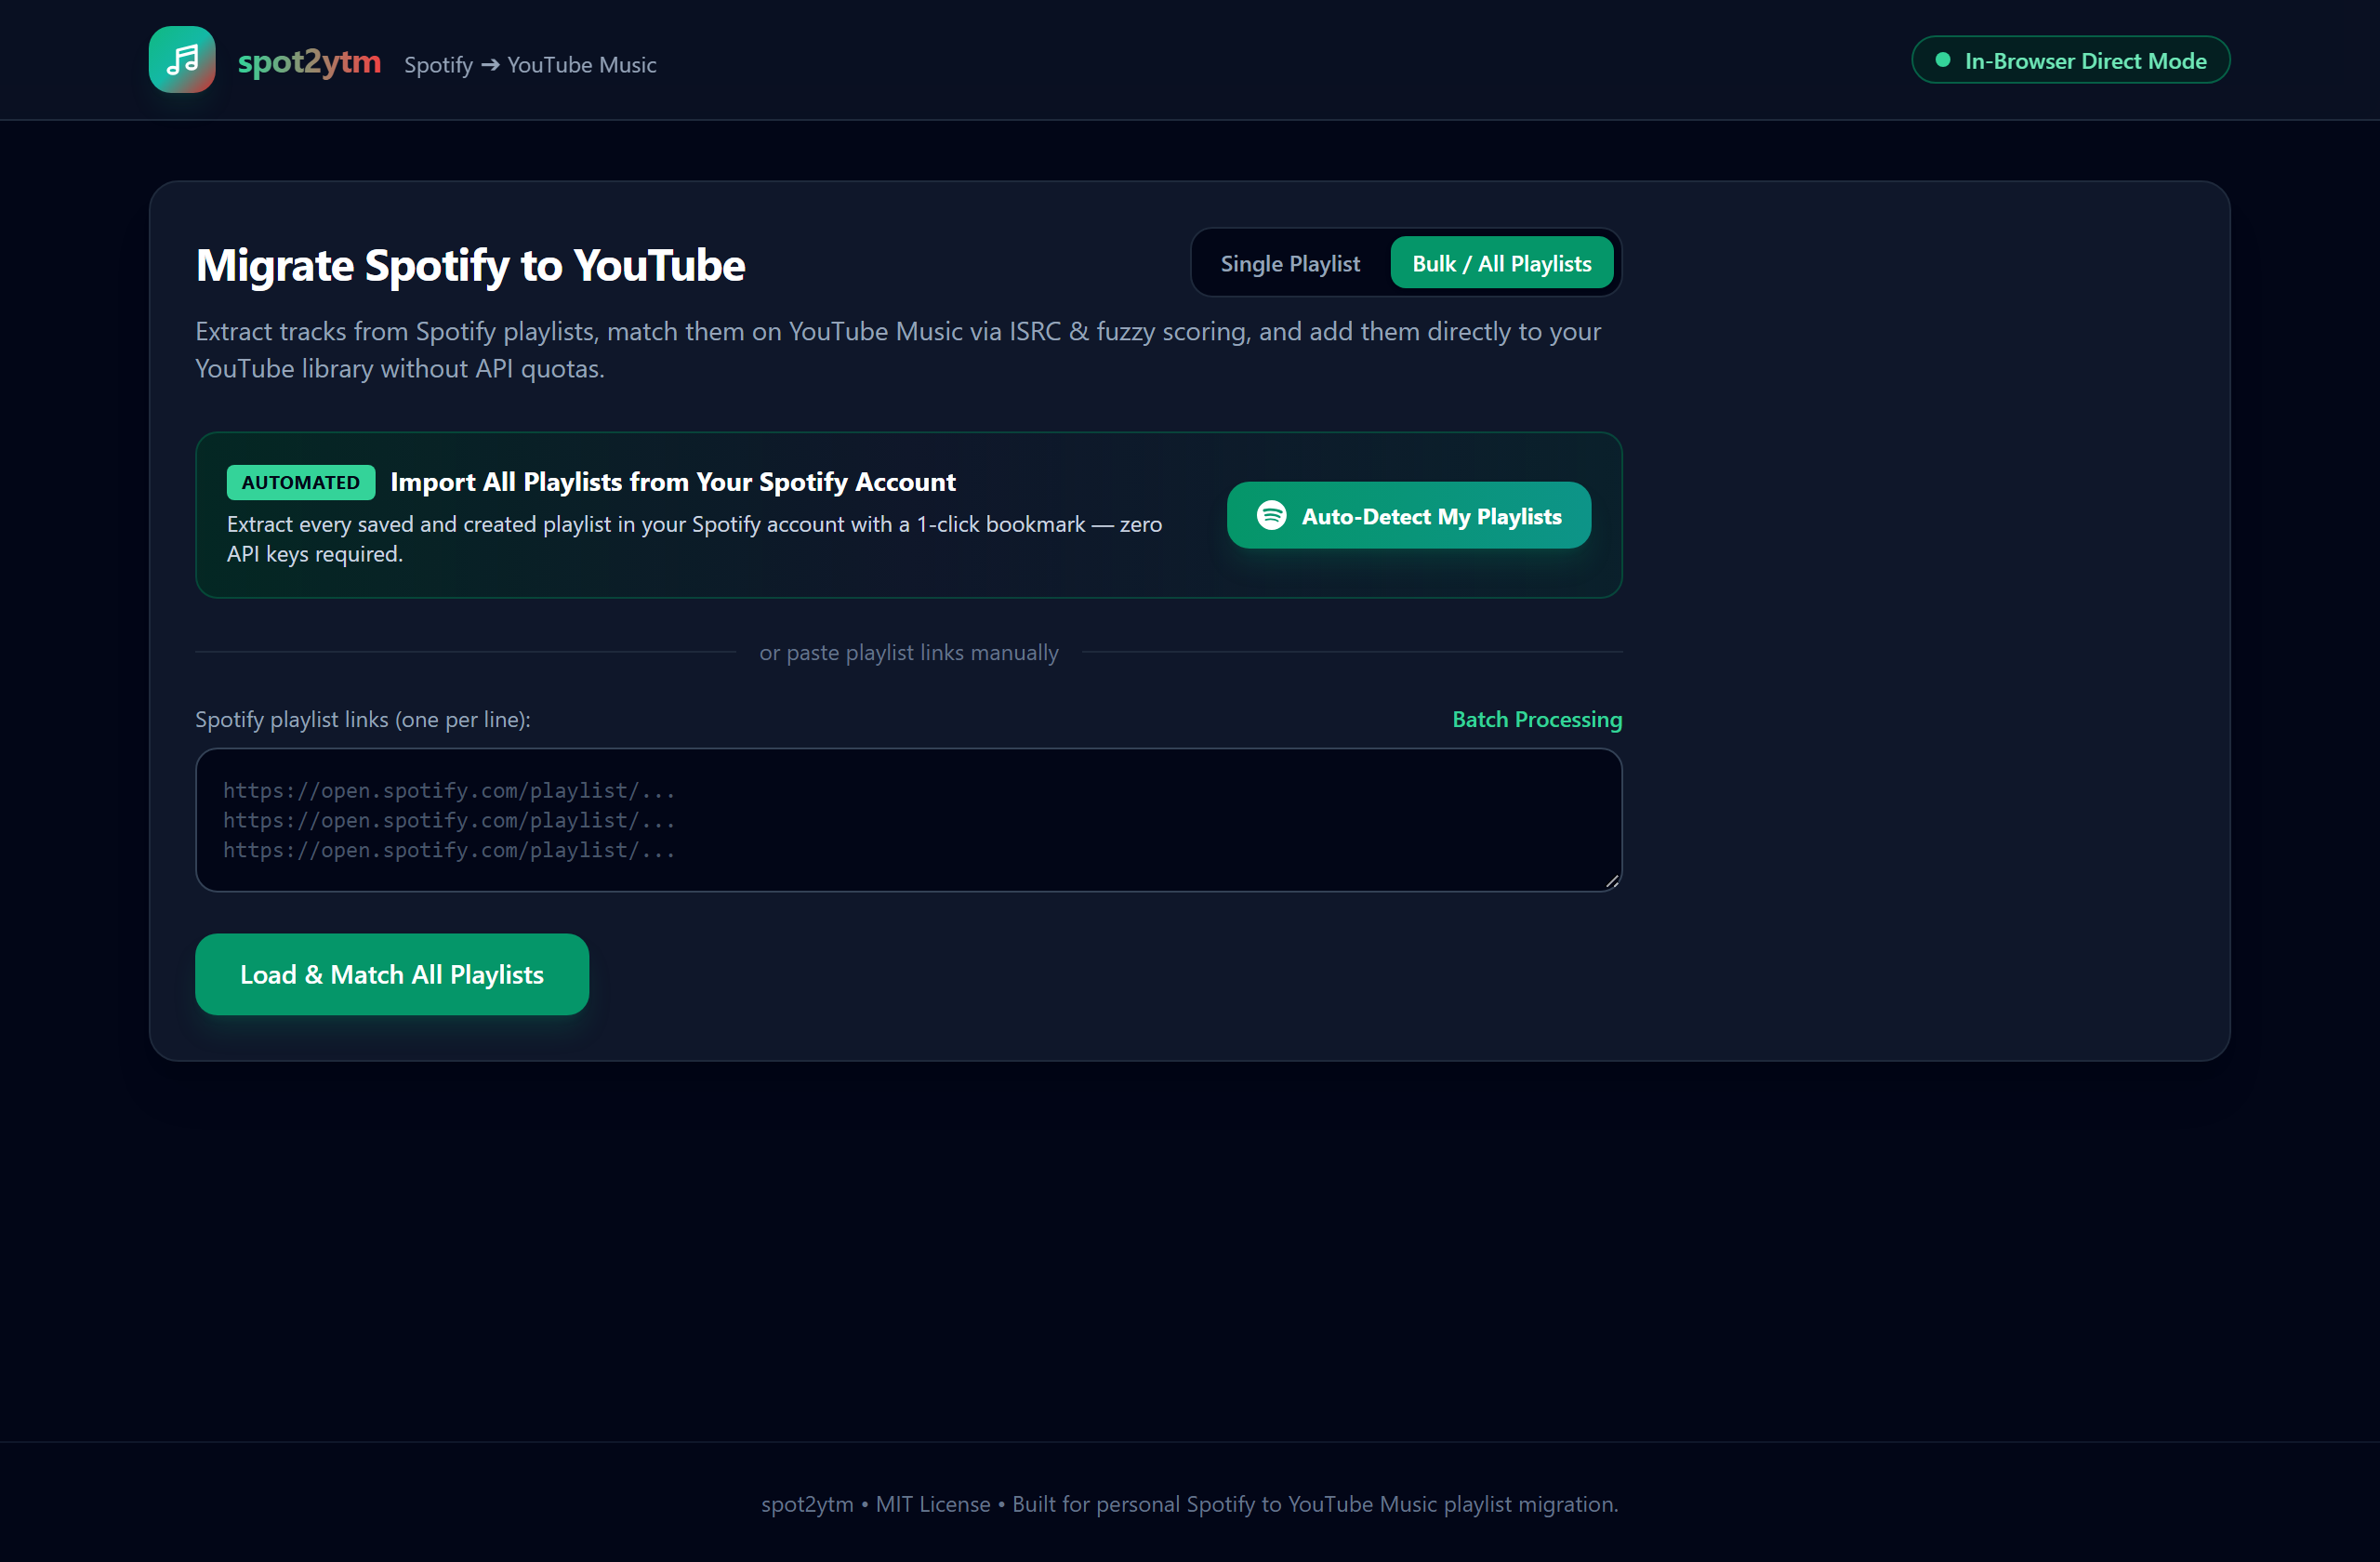 spot2ytm Spotify ➔ YouTube Music
In-Browser Direct Mode
Migrate Spotify to YouTube
Single Playlist
Bulk / All Playlists
Extract tracks from Spotify playlists, match them on YouTube Music via ISRC & fuzzy scoring, and add them directly to your
YouTube library without API quotas.
AUTOMATED Import All Playlists from Your Spotify Account
Extract every saved and created playlist in your Spotify account with a 1-click bookmark — zero
API keys required.
Auto-Detect My Playlists
or paste playlist links manually
Spotify playlist links (one per line):
Batch Processing
https://open.spotify.com/playlist/...
https://open.spotify.com/playlist/...
https://open.spotify.com/playlist/...
Load & Match All Playlists
spot2ytm • MIT License • Built for personal Spotify to YouTube Music playlist migration.